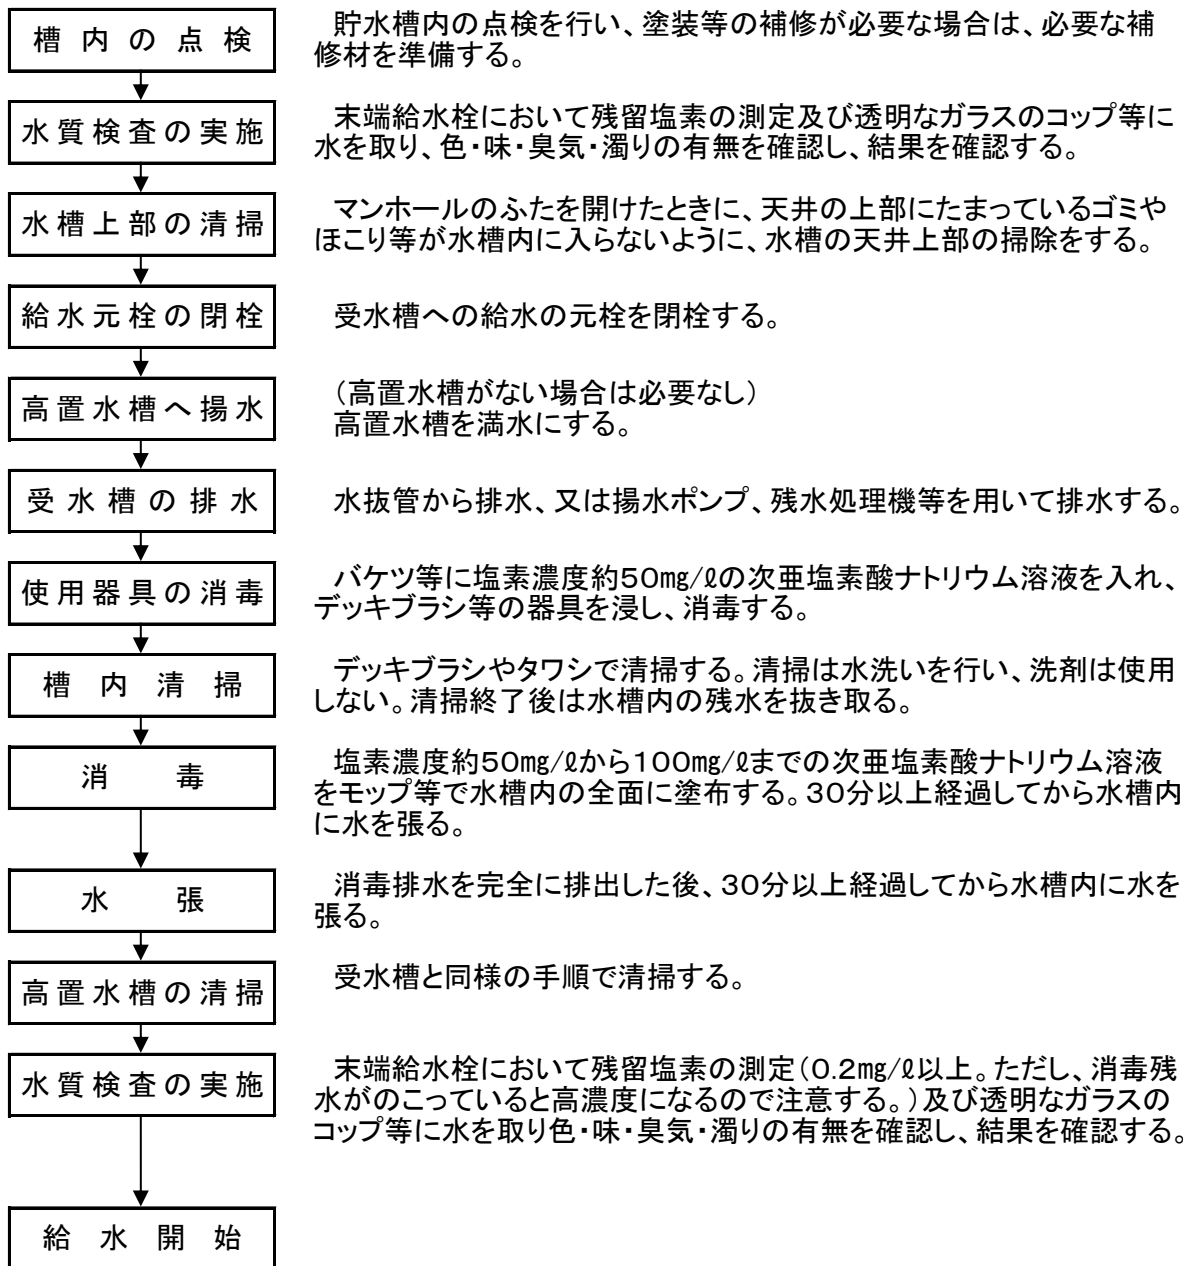 槽内の点検
貯水槽内の点検を行い、塗装等の補修が必要な場合は、必要な補
修材を準備する。
水質検査の実施
末端給水栓において残留塩素の測定及び透明なガラスのコップ等に
水を取り、色・味・臭気・濁りの有無を確認し、結果を確認する。
水槽上部の清掃
マンホールのふたを開けたときに、天井の上部にたまっているゴミや
ほこり等が水槽内に入らないように、水槽の天井上部の掃除をする。
給水元栓の閉栓
受水槽への給水の元栓を閉栓する。
高置水槽へ揚水
(高置水槽がない場合は必要なし)
高置水槽を満水にする。
受水槽の排水
水抜管から排水、又は揚水ポンプ、残水処理機等を用いて排水する。
使用器具の消毒
バケツ等に塩素濃度約50㎎/ℓの次亜塩素酸ナトリウム溶液を入れ、
デッキブラシ等の器具を浸し、消毒する。
槽内清掃
デッキブラシやタワシで清掃する。清掃は水洗いを行い、洗剤は使用
しない。清掃終了後は水槽内の残水を抜き取る。
消毒
塩素濃度約50㎎/ℓから100㎎/ℓまでの次亜塩素酸ナトリウム溶液
をモップ等で水槽内の全面に塗布する。30分以上経過してから水槽内
に水を張る。
水張
消毒排水を完全に排出した後、30分以上経過してから水槽内に水を
張る。
高置水槽の清掃
受水槽と同様の手順で清掃する。
水質検査の実施
末端給水栓において残留塩素の測定(0.2㎎/ℓ以上。ただし、消毒残
水がのこっていると高濃度になるので注意する。)及び透明なガラスの
コップ等に水を取り色・味・臭気・濁りの有無を確認し、結果を確認する。
給水開始